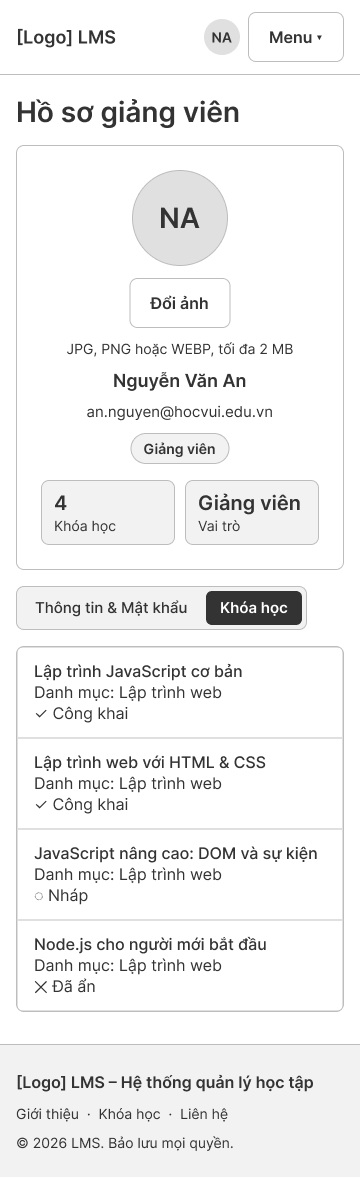 [Logo] LMS
NA
Menu ▾
Hồ sơ giảng viên
NA
Đổi ảnh
JPG, PNG hoặc WEBP, tối đa 2 MB
Nguyễn Văn An
an.nguyen@hocvui.edu.vn
Giảng viên
4
Khóa học
Giảng viên
Vai trò
Thông tin & Mật khẩu
Khóa học
Lập trình JavaScript cơ bản
Danh mục: Lập trình web
✓ Công khai
Lập trình web với HTML & CSS
Danh mục: Lập trình web
✓ Công khai
JavaScript nâng cao: DOM và sự kiện
Danh mục: Lập trình web
◌ Nháp
Node.js cho người mới bắt đầu
Danh mục: Lập trình web
✕ Đã ẩn
[Logo] LMS – Hệ thống quản lý học tập
Giới thiệu · Khóa học · Liên hệ
© 2026 LMS. Bảo lưu mọi quyền.